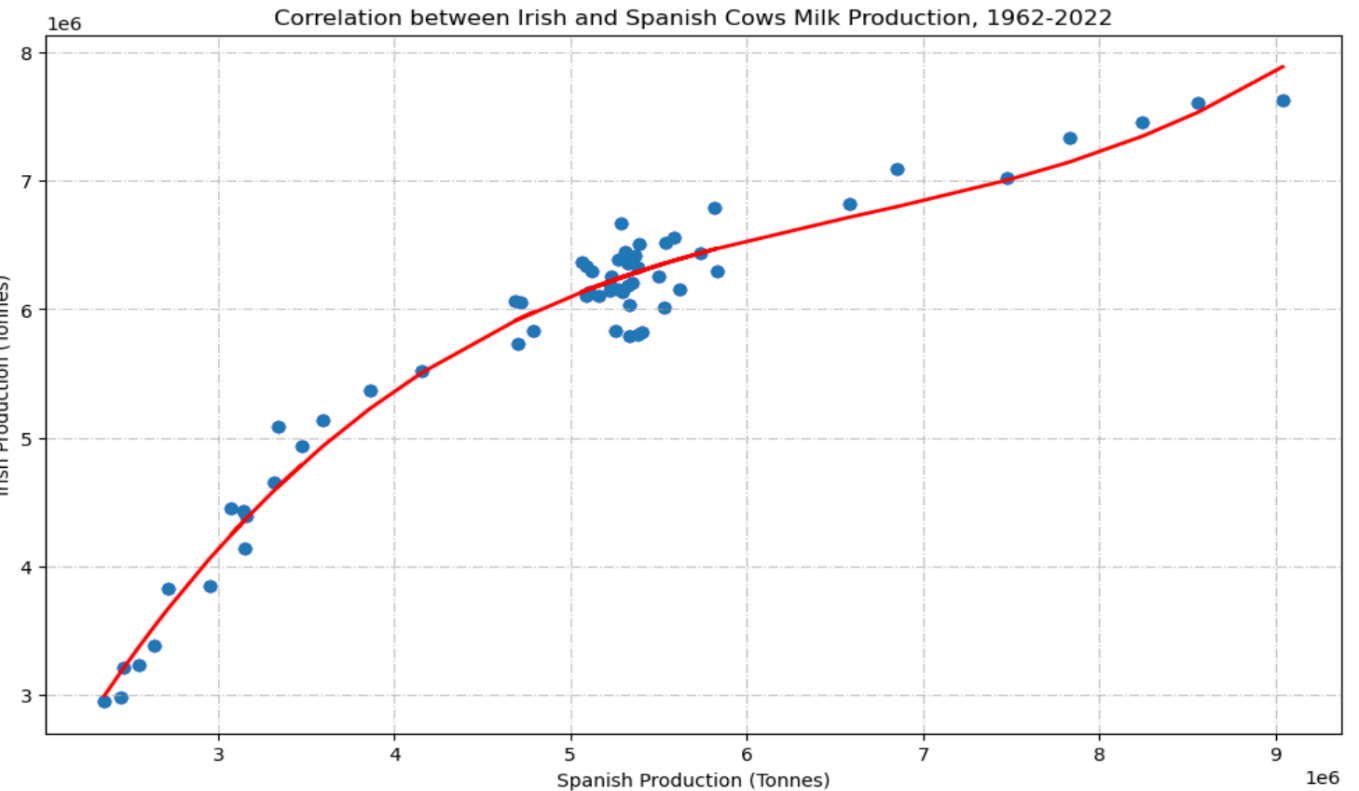 Correlation between Irish and Spanish Cows Milk Production, 1962-2022
1e6
8
7
6
5
4
3
Irish Production (Tonnes)
3 4 5 6 7 8 9
1e6
Spanish Production (Tonnes)